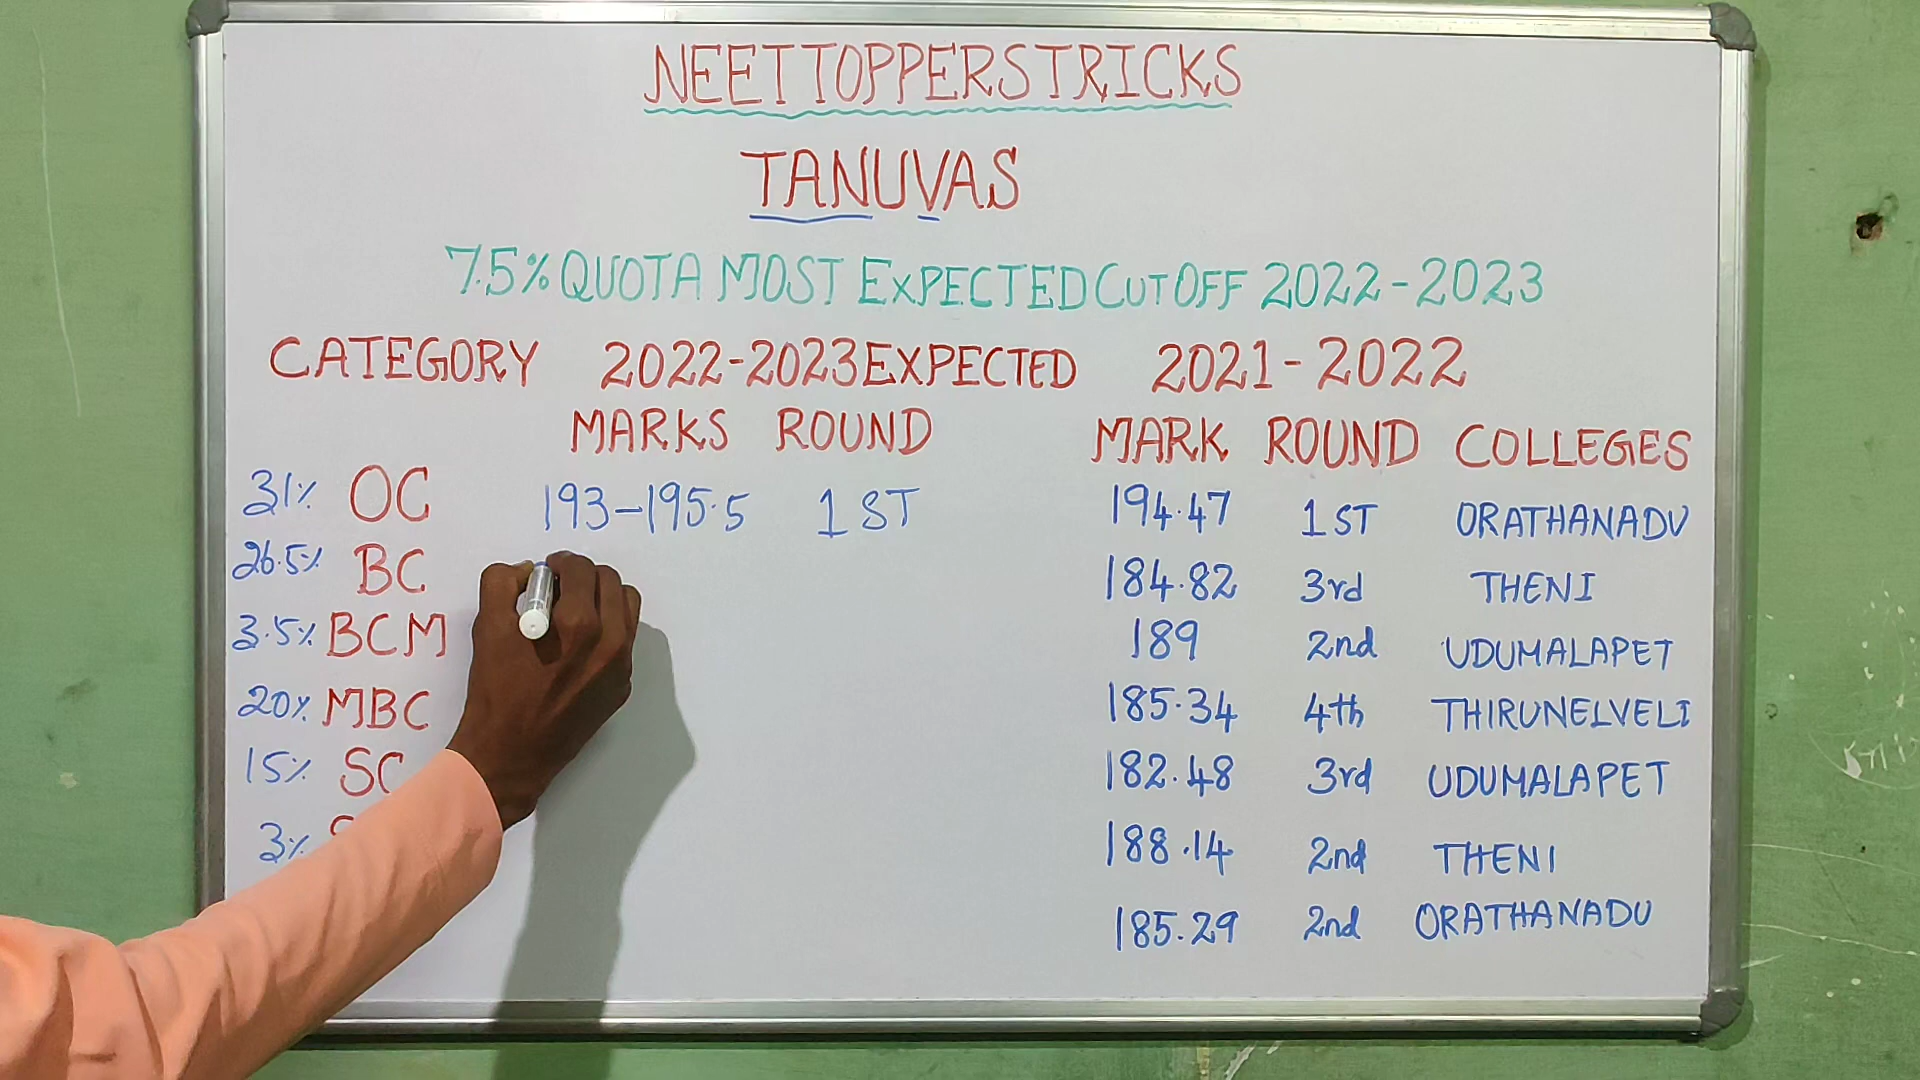 NEETTOPPERSTRICKS
TANUVAS
7.5% QUOTA MOST EXPECTED CUTOFF 2022-2023
CATEGORY 2022-2023 EXPECTED 2021-2022
MARKS ROUND MARK ROUND COLLEGES
31% OC 193-195.5 1ST 194.47 1ST ORATHANADU
26.5% BC 184.82 3rd THENI
3.5% BCM 189 2nd UDUMALAPET
20% MBC 185.34 4th THIRUNELVELI
15% SC 182.48 3rd UDUMALAPET
3% 188.14 2nd THENI
185.29 2nd ORATHANADU